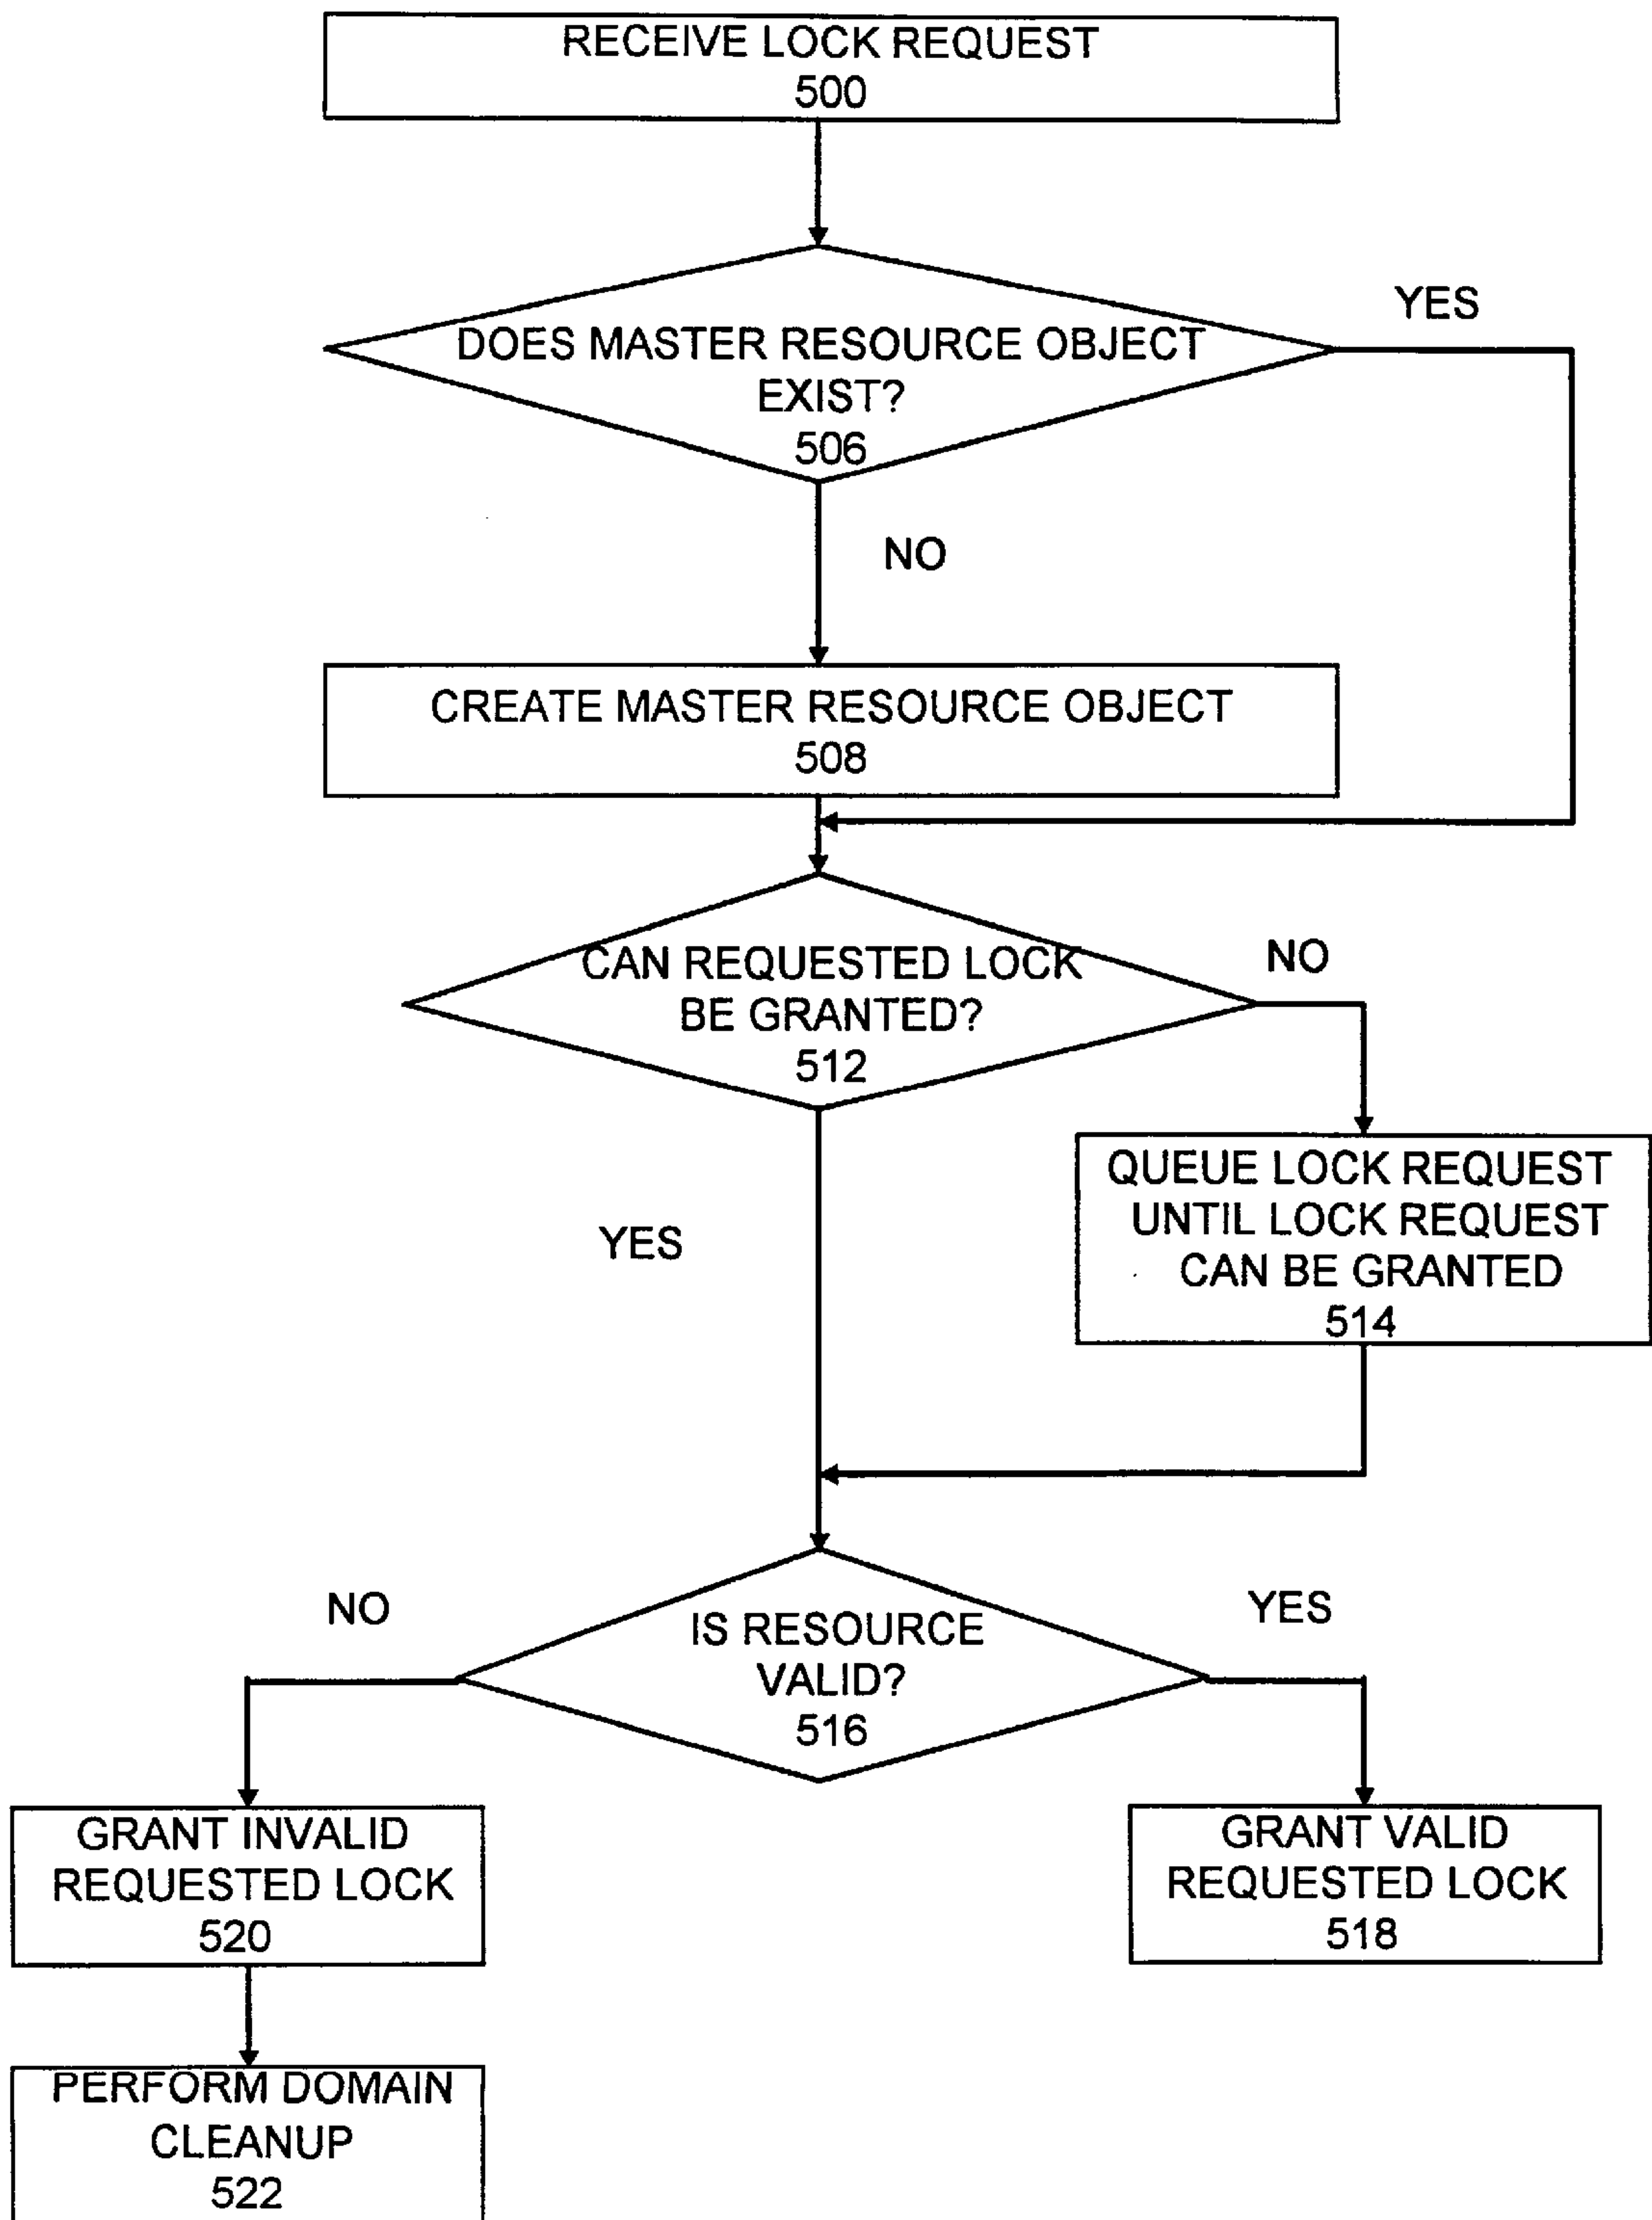 RECEIVE LOCK REQUEST
500
DOES MASTER RESOURCE OBJECT
EXIST?
506
YES
NO
CREATE MASTER RESOURCE OBJECT
508
CAN REQUESTED LOCK
BE GRANTED?
512
NO
YES
QUEUE LOCK REQUEST
UNTIL LOCK REQUEST
CAN BE GRANTED
514
IS RESOURCE
VALID?
516
NO
YES
GRANT INVALID
REQUESTED LOCK
520
GRANT VALID
REQUESTED LOCK
518
PERFORM DOMAIN
CLEANUP
522